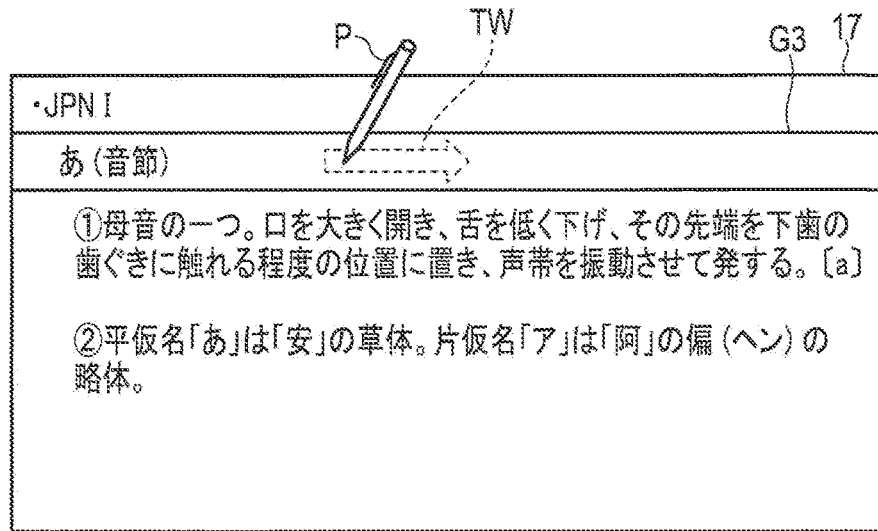 P TW G3 17
・JPN I
あ (音節)
①母音の一つ。口を大きく開き、舌を低く下げ、その先端を下歯の
歯ぐきに触れる程度の位置に置き、声帯を振動させて発する。〔a〕
②平仮名「あ」は「安」の草体。片仮名「ア」は「阿」の偏 (ヘン) の
略体。